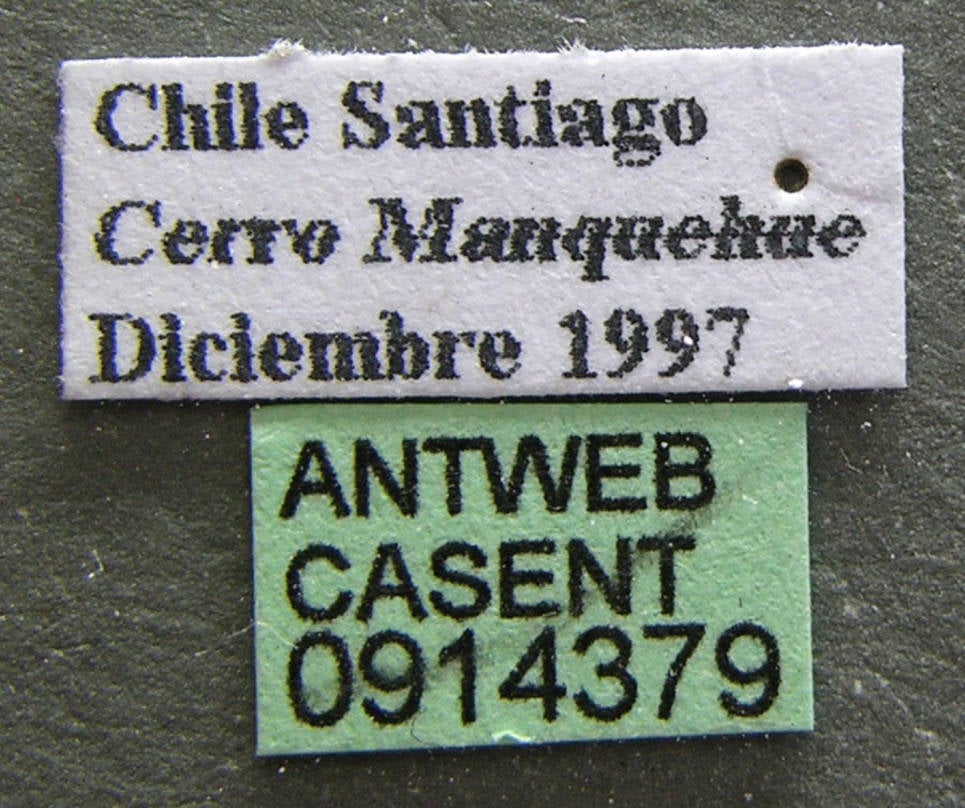 Chile Santiago
Cerro Manquehue
Diciembre 1997
ANTWEB
CASENT
0914379